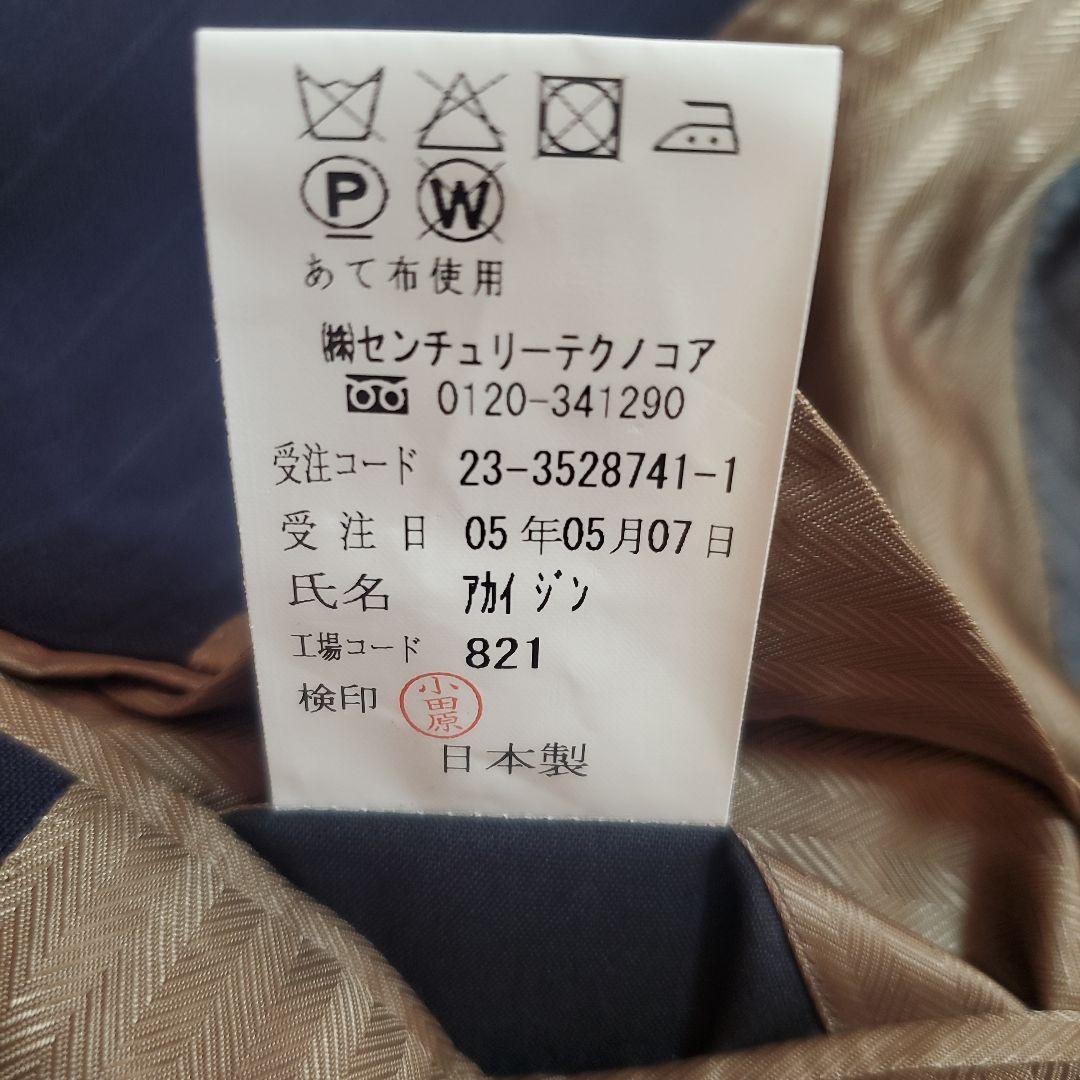 P W
あて布使用
㈱センチュリーテクノコア
0120-341290
受注コード 23-3528741-1
受注日 05年05月07日
氏名 ｱｶｲ ｼﾞﾝ
工場コード 821
検印 小田原
日本製